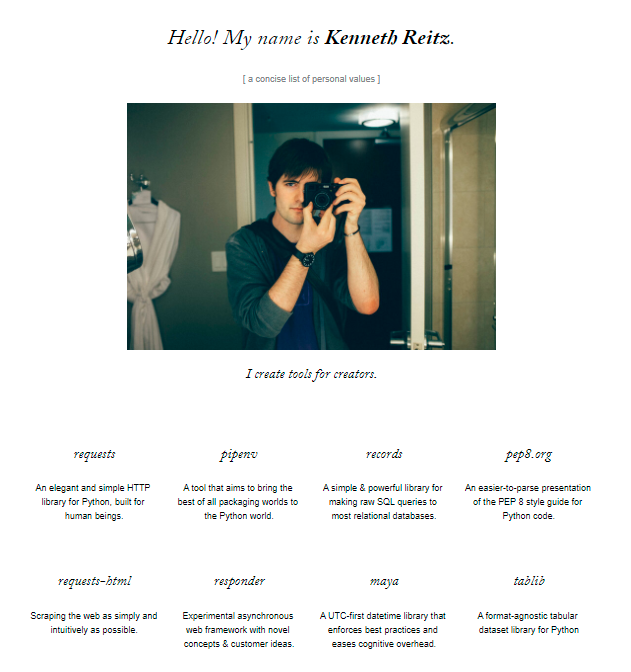 Hello! My name is Kenneth Reitz.
[ a concise list of personal values ]
I create tools for creators.
requests
An elegant and simple HTTP
library for Python, built for
human beings.
pipenv
A tool that aims to bring the
best of all packaging worlds to
the Python world.
records
A simple & powerful library for
making raw SQL queries to
most relational databases.
pep8.org
An easier-to-parse presentation
of the PEP 8 style guide for
Python code.
requests-html
Scraping the web as simply and
intuitively as possible.
responder
Experimental asynchronous
web framework with novel
concepts & customer ideas.
maya
A UTC-first datetime library that
enforces best practices and
eases cognitive overhead.
tablib
A format-agnostic tabular
dataset library for Python